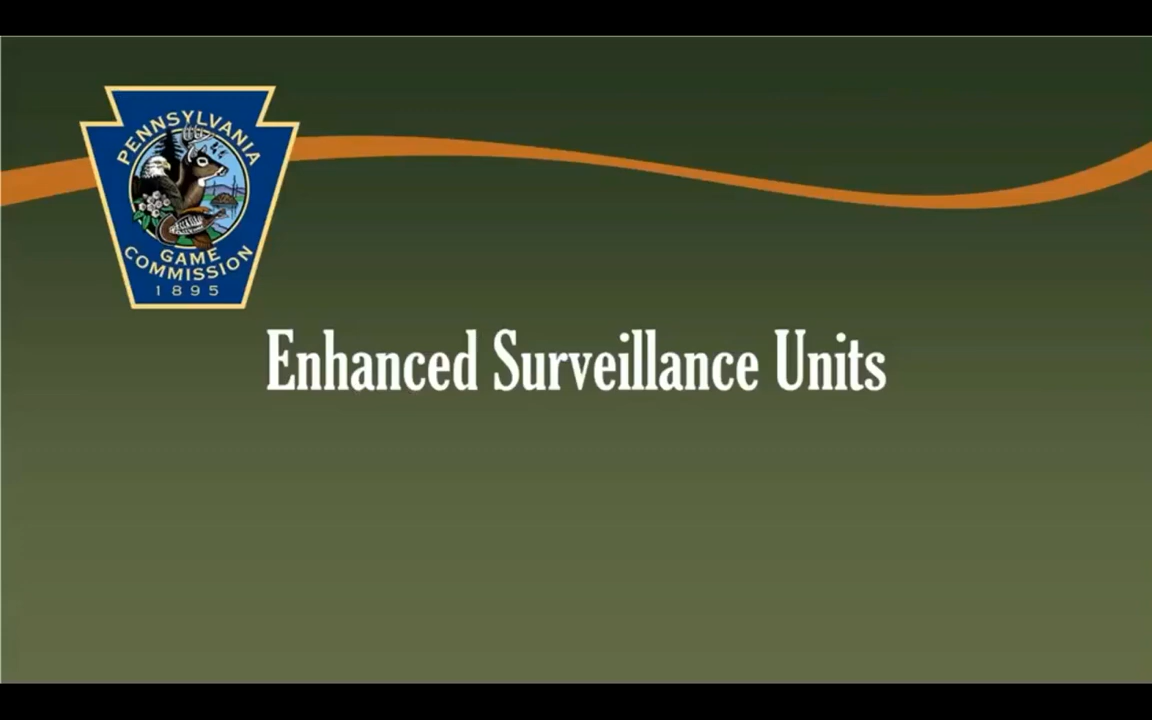 PENNSYLVANIA
GAME
COMMISSION
1895
Enhanced Surveillance Units